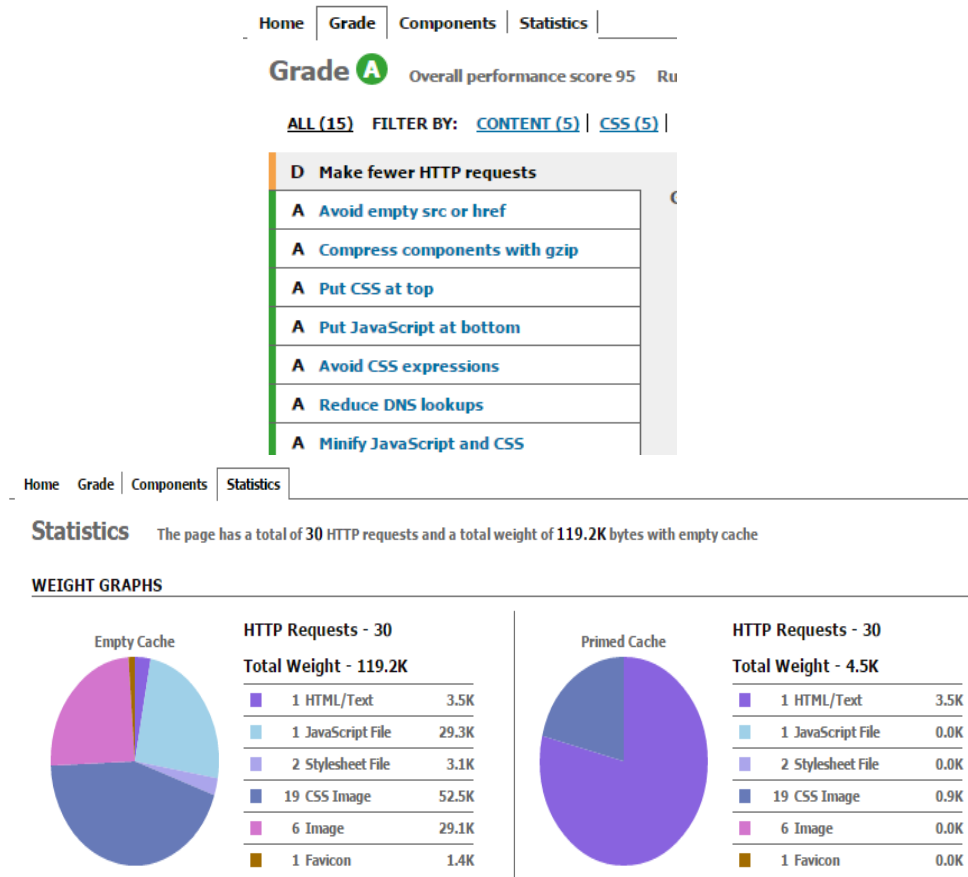 Home Grade Components Statistics
Grade A Overall performance score 95 Ru
ALL (15) FILTER BY: CONTENT (5) CSS (5)
D Make fewer HTTP requests
A Avoid empty src or href
A Compress components with gzip
A Put CSS at top
A Put JavaScript at bottom
A Avoid CSS expressions
A Reduce DNS lookups
A Minify JavaScript and CSS
Home Grade Components Statistics
Statistics The page has a total of 30 HTTP requests and a total weight of 119.2K bytes with empty cache
WEIGHT GRAPHS
Empty Cache
HTTP Requests - 30
Total Weight - 119.2K
1 HTML/Text 3.5K
1 JavaScript File 29.3K
2 Stylesheet File 3.1K
19 CSS Image 52.5K
6 Image 29.1K
1 Favicon 1.4K
Primed Cache
HTTP Requests - 30
Total Weight - 4.5K
1 HTML/Text 3.5K
1 JavaScript File 0.0K
2 Stylesheet File 0.0K
19 CSS Image 0.9K
6 Image 0.0K
1 Favicon 0.0K